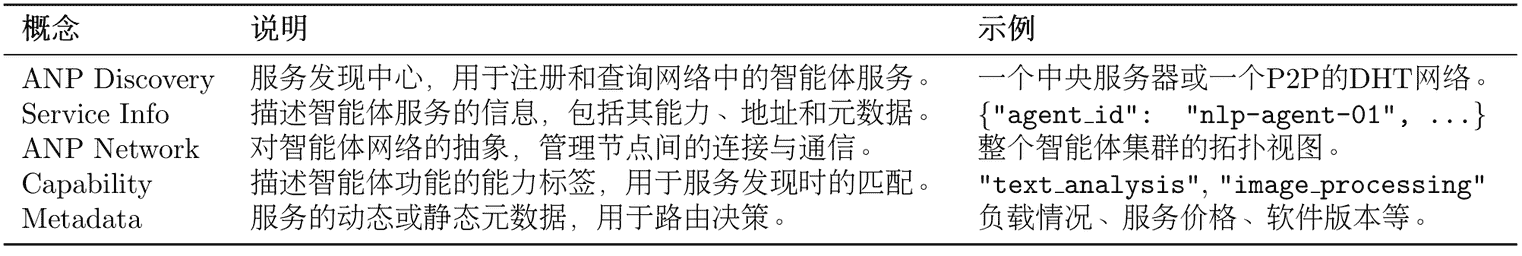 概念 说明 示例
ANP Discovery 服务发现中心，用于注册和查询网络中的智能体服务。 一个中央服务器或一个P2P的DHT网络。
Service Info 描述智能体服务的信息，包括其能力、地址和元数据。 {"agent_id": "nlp-agent-01", ...}
ANP Network 对智能体网络的抽象，管理节点间的连接与通信。 整个智能体集群的拓扑视图。
Capability 描述智能体功能的能力标签，用于服务发现时的匹配。 "text_analysis", "image_processing"
Metadata 服务的动态或静态元数据，用于路由决策。 负载情况、服务价格、软件版本等。